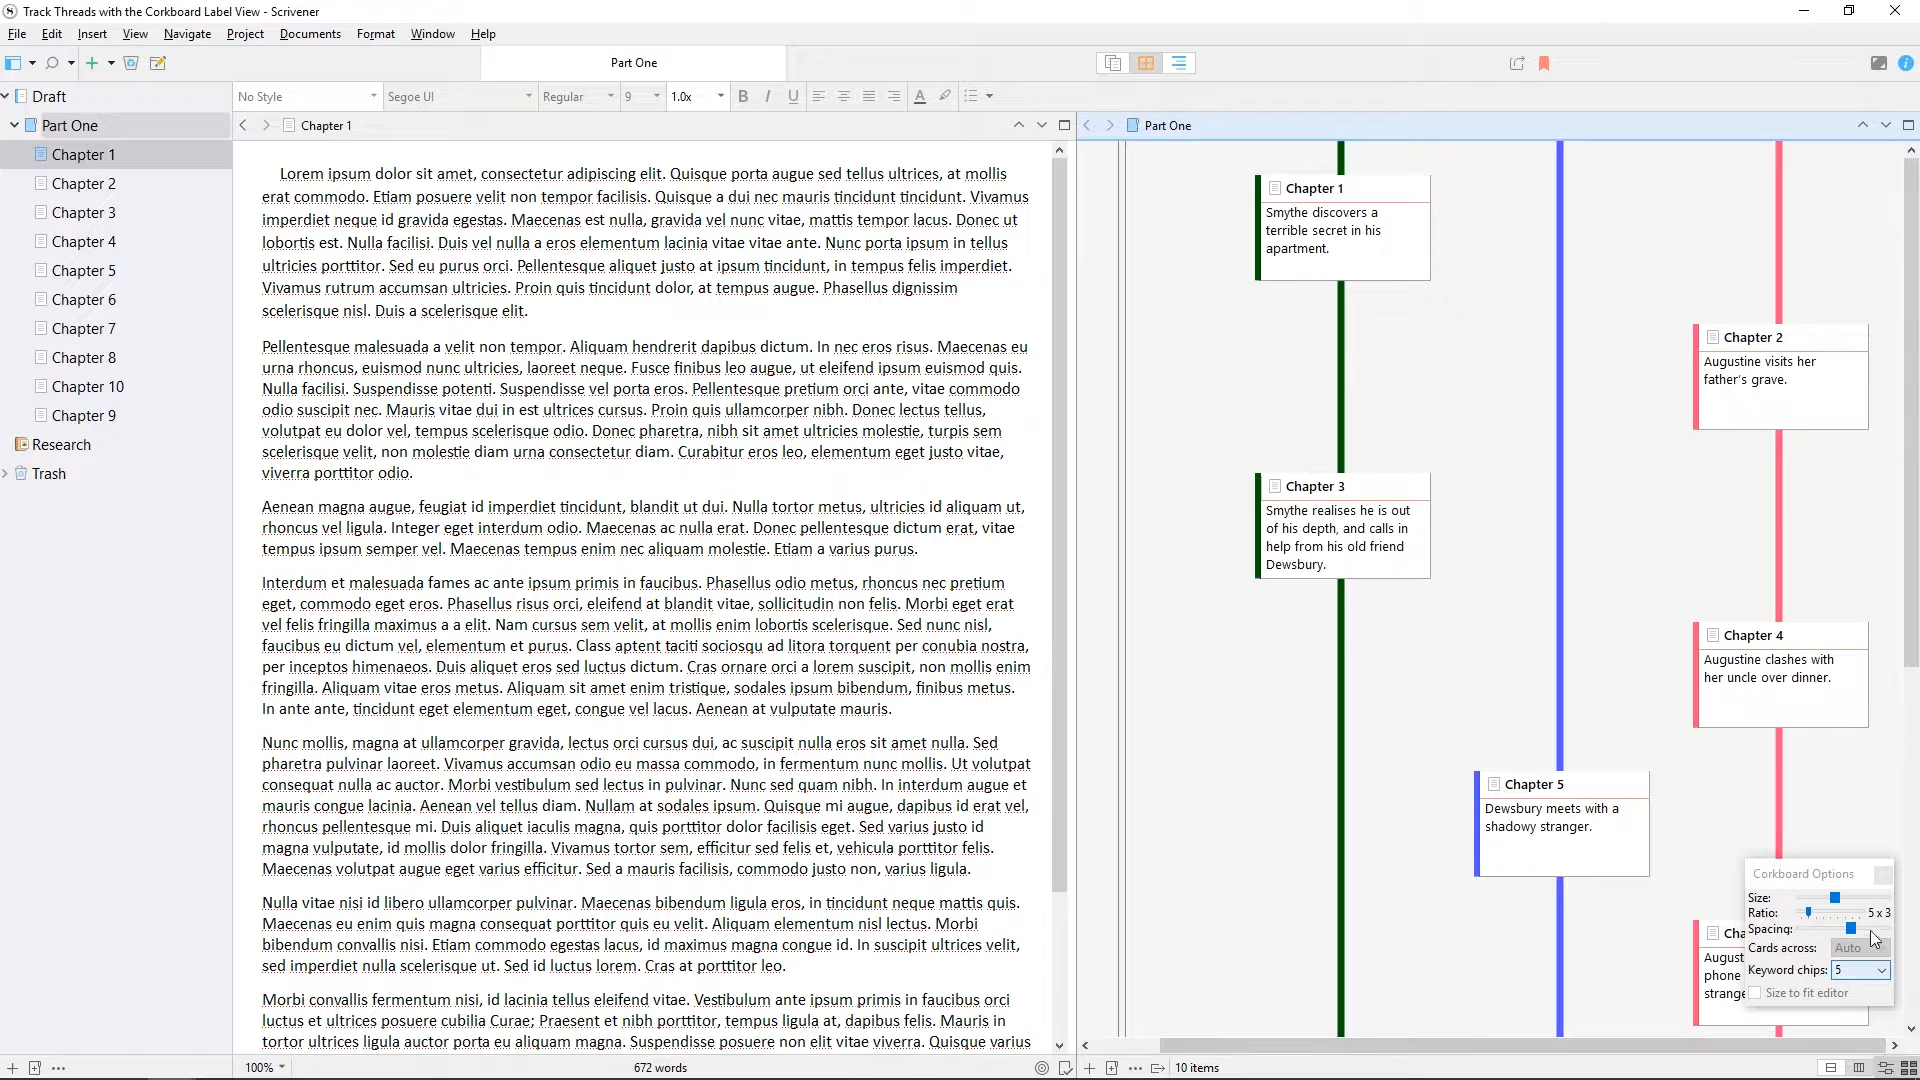 Track Threads with the Corkboard Label View - Scrivener
File Edit Insert View Navigate Project Documents Format Window Help
Part One
No Style Segoe UI Regular 9 1.0x B I U A
Draft
Part One
Chapter 1
Chapter 2
Chapter 3
Chapter 4
Chapter 5
Chapter 6
Chapter 7
Chapter 8
Chapter 10
Chapter 9
Research
Trash
Chapter 1
Lorem ipsum dolor sit amet, consectetur adipiscing elit. Quisque porta augue sed tellus ultrices, at mollis
erat commodo. Etiam posuere velit non tempor facilisis. Quisque a dui nec mauris tincidunt tincidunt. Vivamus
imperdiet neque id gravida egestas. Maecenas est nulla, gravida vel nunc vitae, mattis tempor lacus. Donec ut
lobortis est. Nulla facilisi. Duis vel nulla a eros elementum lacinia vitae vitae ante. Nunc porta ipsum in tellus
ultricies porttitor. Sed eu purus orci. Pellentesque aliquet justo at ipsum tincidunt, in tempus felis imperdiet.
Vivamus rutrum accumsan ultricies. Proin quis tincidunt dolor, at tempus augue. Phasellus dignissim
scelerisque nisl. Duis a scelerisque elit.
Pellentesque malesuada a velit non tempor. Aliquam hendrerit dapibus dictum. In nec eros risus. Maecenas eu
urna rhoncus, euismod nunc ultricies, laoreet neque. Fusce finibus leo augue, ut eleifend ipsum euismod quis.
Nulla facilisi. Suspendisse potenti. Suspendisse vel porta eros. Pellentesque pretium orci ante, vitae commodo
odio suscipit nec. Mauris vitae dui in est ultrices cursus. Proin quis ullamcorper nibh. Donec lectus tellus,
volutpat eu dolor vel, tempus scelerisque odio. Donec pharetra, nibh sit amet ultricies molestie, turpis sem
scelerisque velit, non molestie diam urna consectetur diam. Curabitur eros leo, elementum eget justo vitae,
viverra porttitor odio.
Aenean magna augue, feugiat id imperdiet tincidunt, blandit ut dui. Nulla tortor metus, ultricies id aliquam ut,
rhoncus vel ligula. Integer eget interdum odio. Maecenas ac nulla erat. Donec pellentesque dictum erat, vitae
tempus ipsum semper vel. Maecenas tempus enim nec aliquam molestie. Etiam a varius purus.
Interdum et malesuada fames ac ante ipsum primis in faucibus. Phasellus odio metus, rhoncus nec pretium
eget, commodo eget eros. Phasellus risus orci, eleifend at blandit vitae, sollicitudin non felis. Morbi eget erat
vel felis fringilla maximus a a elit. Nam cursus sem velit, at mollis enim lobortis scelerisque. Sed nunc nisl,
faucibus eu dictum vel, elementum et purus. Class aptent taciti sociosqu ad litora torquent per conubia nostra,
per inceptos himenaeos. Duis aliquet eros sed luctus dictum. Cras ornare orci a lorem suscipit, non mollis enim
fringilla. Aliquam vitae eros metus. Aliquam sit amet enim tristique, sodales ipsum bibendum, finibus metus.
In ante ante, tincidunt eget elementum eget, congue vel lacus. Aenean at vulputate mauris.
Nunc mollis, magna at ullamcorper gravida, lectus orci cursus dui, ac suscipit nulla eros sit amet nulla. Sed
pharetra pulvinar laoreet. Vivamus accumsan odio eu massa commodo, in fermentum nunc mollis. Ut volutpat
consequat nulla ac auctor. Morbi vestibulum sed lectus in pulvinar. Nunc sed quam nibh. In interdum augue et
mauris congue lacinia. Aenean vel tellus diam. Nullam at sodales ipsum. Quisque mi augue, dapibus id erat vel,
rhoncus pellentesque mi. Duis aliquet iaculis magna, quis porttitor dolor facilisis eget. Sed varius justo id
magna vulputate, id mollis dolor fringilla. Vivamus tortor sem, efficitur sed felis et, vehicula porttitor felis.
Maecenas volutpat augue eget varius efficitur. Sed a mauris facilisis, commodo justo non, varius ligula.
Nulla vitae nisi id libero ullamcorper pulvinar. Maecenas bibendum ligula eros, in tincidunt neque mattis quis.
Maecenas eu enim quis magna consequat porttitor quis eu velit. Aliquam elementum nisl lectus. Morbi
bibendum convallis nisi. Etiam commodo egestas lacus, id maximus magna congue id. In suscipit ultrices velit,
sed imperdiet nulla scelerisque ut. Sed id luctus lorem. Cras at porttitor leo.
Morbi convallis fermentum nisi, id lacinia tellus eleifend vitae. Vestibulum ante ipsum primis in faucibus orci
luctus et ultrices posuere cubilia Curae; Praesent et nibh porttitor, tempus ligula at, dapibus felis. Mauris in
tortor ultrices ligula auctor porta eu aliquam magna. Suspendisse posuere non elit vitae viverra. Quisque varius
100% 672 words
Part One
Chapter 1
Smythe discovers a
terrible secret in his
apartment.
Chapter 2
Augustine visits her
father's grave.
Chapter 3
Smythe realises he is out
of his depth, and calls in
help from his old friend
Dewsbury.
Chapter 4
Augustine clashes with
her uncle over dinner.
Chapter 5
Dewsbury meets with a
shadowy stranger.
Cha
August
phone
strange
Corkboard Options
Size:
Ratio: 5 x 3
Spacing:
Cards across: Auto
Keyword chips: 5
Size to fit editor
10 items